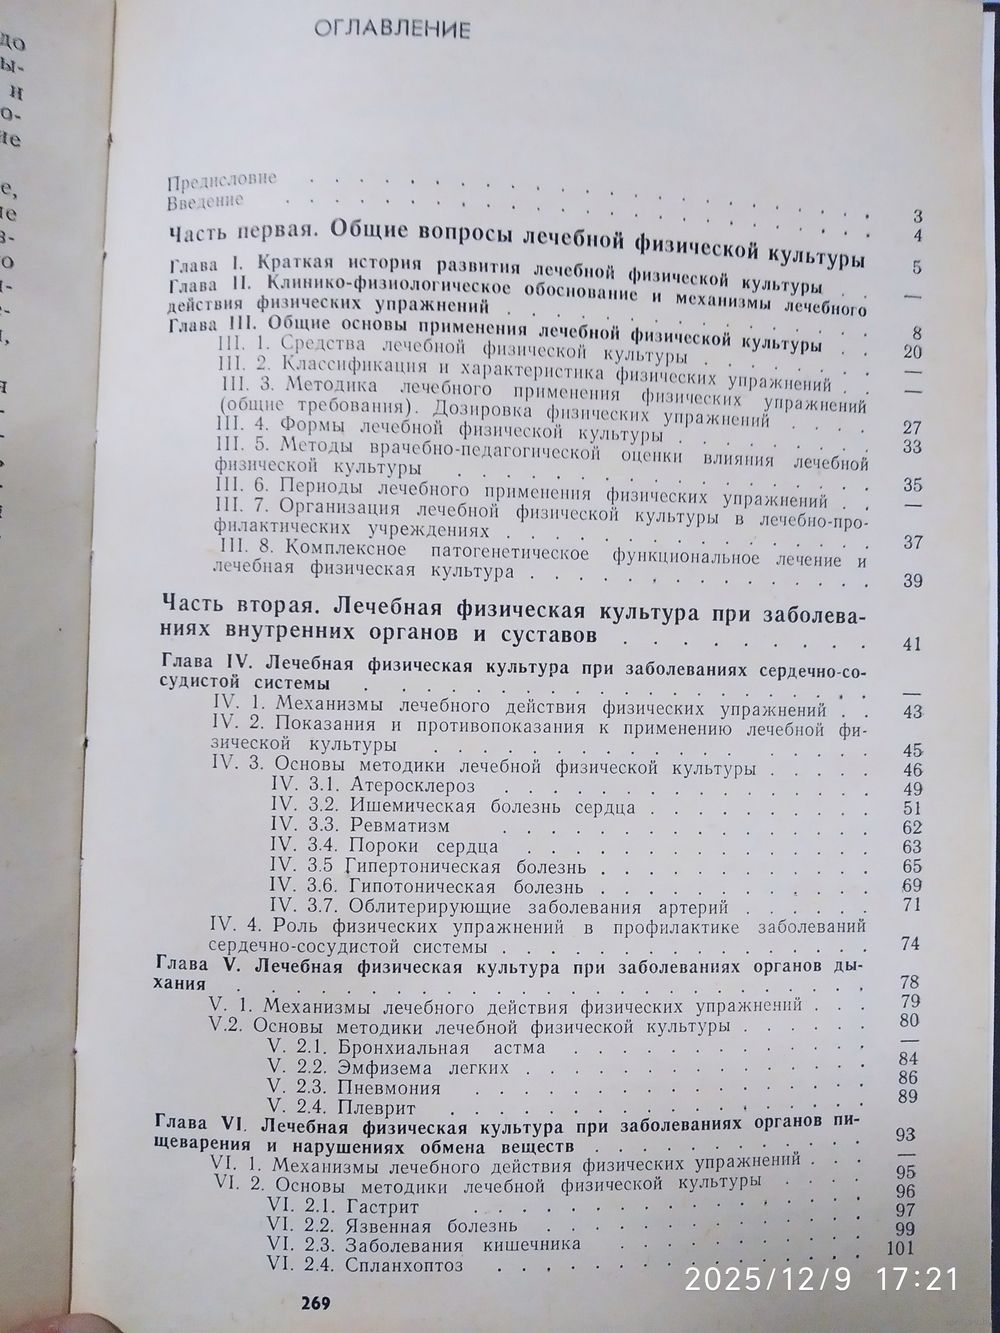 ОГЛАВЛЕНИЕ
Предисловие . . . . . . . . . . . . . . . 3
Введение . . . . . . . . . . . . . . . . 4
Часть первая. Общие вопросы лечебной физической культуры 5
Глава I. Краткая история развития лечебной физической культуры . . —
Глава II. Клинико-физиологическое обоснование и механизмы лечебного
действия физических упражнений . . . . . . . . . . 8
Глава III. Общие основы применения лечебной физической культуры . . 20
III. 1. Средства лечебной физической культуры . . . . . . —
III. 2. Классификация и характеристика физических упражнений . . —
III. 3. Методика лечебного применения физических упражнений
(общие требования). Дозировка физических упражнений . . . . 27
III. 4. Формы лечебной физической культуры . . . . . . . 33
III. 5. Методы врачебно-педагогической оценки влияния лечебной
физической культуры . . . . . . . . . . . . 35
III. 6. Периоды лечебного применения физических упражнений . . —
III. 7. Организация лечебной физической культуры в лечебно-про-
филактических учреждениях . . . . . . . . . . . 37
III. 8. Комплексное патогенетическое функциональное лечение и
лечебная физическая культура . . . . . . . . . . . 39
Часть вторая. Лечебная физическая культура при заболева-
ниях внутренних органов и суставов . . . . . . . . 41
Глава IV. Лечебная физическая культура при заболеваниях сердечно-со-
судистой системы . . . . . . . . . . . . . . —
IV. 1. Механизмы лечебного действия физических упражнений . . 43
IV. 2. Показания и противопоказания к применению лечебной фи-
зической культуры . . . . . . . . . . . . . 45
IV. 3. Основы методики лечебной физической культуры . . . . . 46
IV. 3.1. Атеросклероз . . . . . . . . . . . . 49
IV. 3.2. Ишемическая болезнь сердца . . . . . . . . 51
IV. 3.3. Ревматизм . . . . . . . . . . . . 62
IV. 3.4. Пороки сердца . . . . . . . . . . . 63
IV. 3.5 Гипертоническая болезнь . . . . . . . . . 65
IV. 3.6. Гипотоническая болезнь . . . . . . . . . 69
IV. 3.7. Облитерирующие заболевания артерий . . . . . 71
IV. 4. Роль физических упражнений в профилактике заболеваний
сердечно-сосудистой системы . . . . . . . . . . . 74
Глава V. Лечебная физическая культура при заболеваниях органов ды-
хания . . . . . . . . . . . . . . . . . 78
V. 1. Механизмы лечебного действия физических упражнений . . . 79
V.2. Основы методики лечебной физической культуры . . . . . 80
V. 2.1. Бронхиальная астма . . . . . . . . . . —
V. 2.2. Эмфизема легких . . . . . . . . . . . 84
V. 2.3. Пневмония . . . . . . . . . . . . 86
V. 2.4. Плеврит . . . . . . . . . . . . . 89
Глава VI. Лечебная физическая культура при заболеваниях органов пи-
щеварения и нарушениях обмена веществ . . . . . . . . . 93
VI. 1. Механизмы лечебного действия физических упражнений . . . —
VI. 2. Основы методики лечебной физической культуры . . . . 95
VI. 2.1. Гастрит . . . . . . . . . . . . 96
VI. 2.2. Язвенная болезнь . . . . . . . . . . 97
VI. 2.3. Заболевания кишечника . . . . . . . . 99
VI. 2.4. Спланхоптоз . . . . . . . . . . . 101
269
2025/12/9 17:21